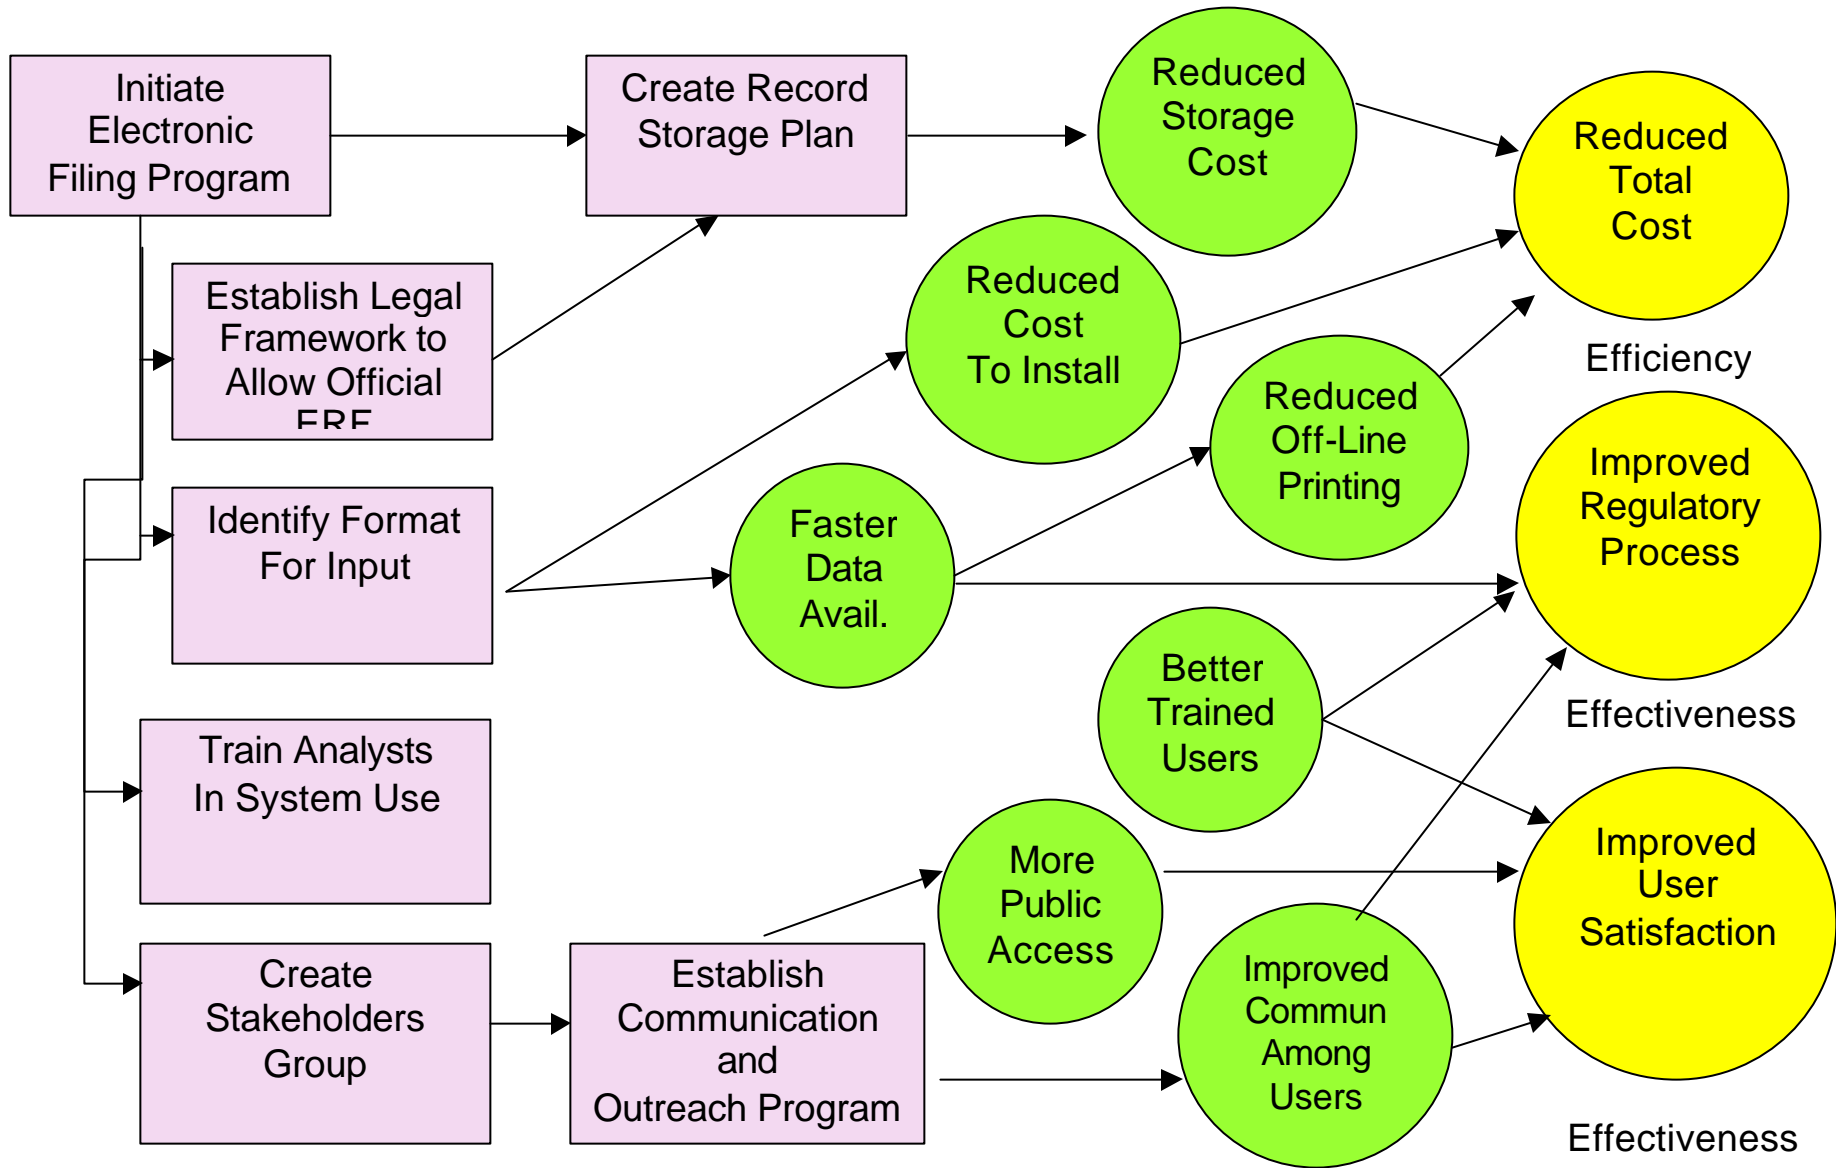 Initiate
Electronic
Filing Program
Create Record
Storage Plan
Reduced
Storage
Cost
Reduced
Total
Cost
Establish Legal
Framework to
Allow Official
Reduced
Cost
To Install
Efficiency
Reduced
Off-Line
Printing
Improved
Regulatory
Process
Identify Format
For Input
Faster
Data
Avail.
Better
Trained
Users
Effectiveness
Train Analysts
In System Use
More
Public
Access
Improved
User
Satisfaction
Create
Stakeholders
Group
Establish
Communication
and
Outreach Program
Improved
Commun
Among
Users
Effectiveness